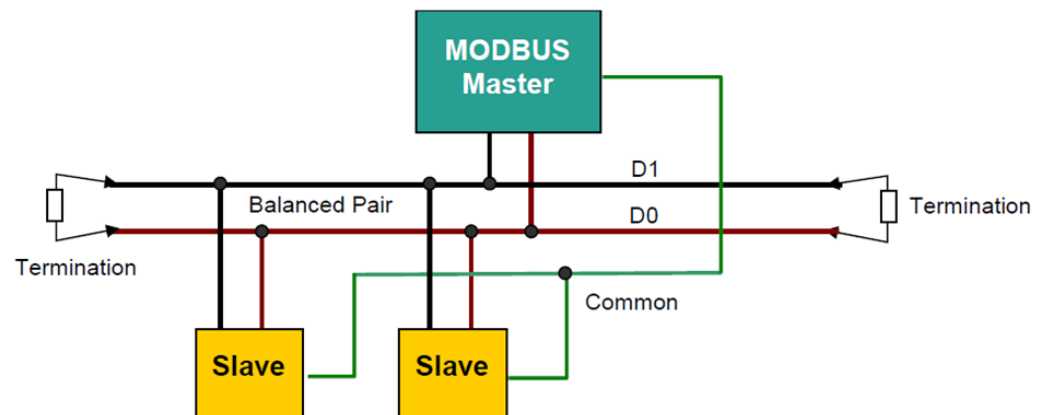 MODBUS
Master
D1
Balanced Pair
D0
Termination
Termination
Common
Slave
Slave